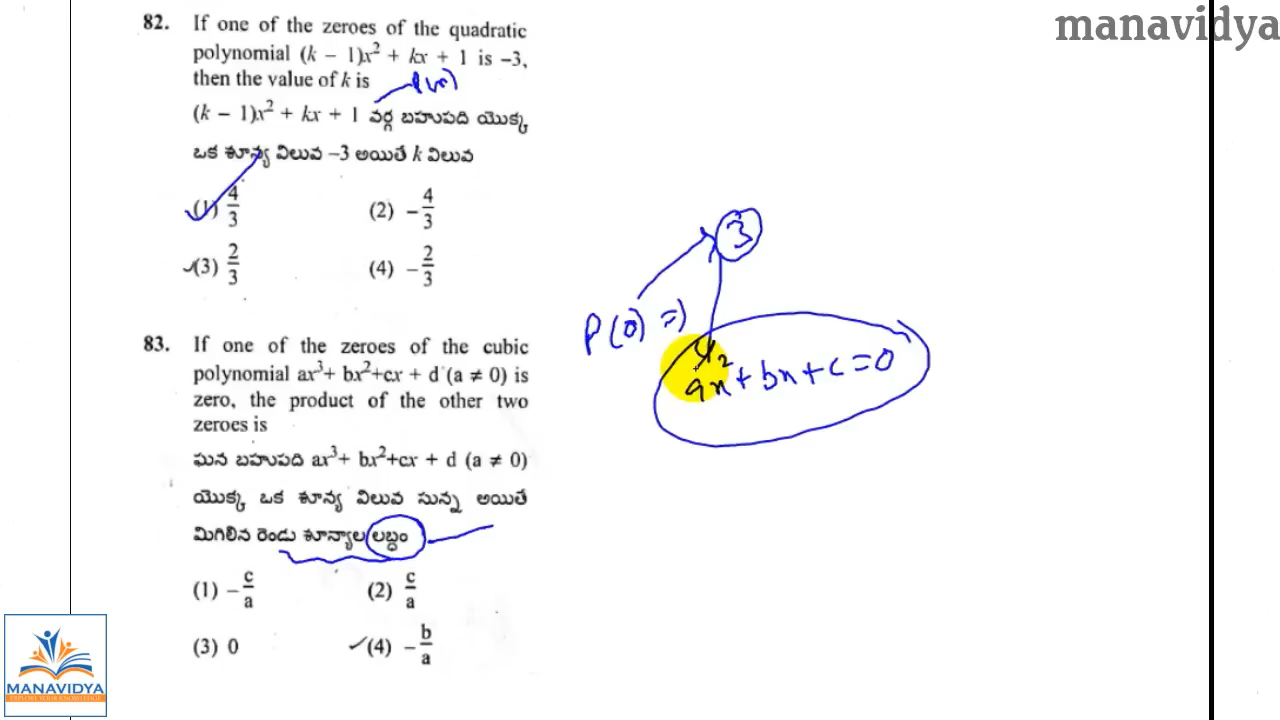 manavidya
82. If one of the zeroes of the quadratic
polynomial (k − 1)x² + kx + 1 is −3,
then the value of k is
(k − 1)x² + kx + 1 వర్గ బహుపది యొక్క
ఒక శూన్య విలువ −3 అయితే k విలువ
(1) 4/3 (2) − 4/3
(3) 2/3 (4) − 2/3
3
P(0) =)
ax² + bx + c = 0
83. If one of the zeroes of the cubic
polynomial ax³+ bx²+cx + d (a ≠ 0) is
zero, the product of the other two
zeroes is
ఘన బహుపది ax³+ bx²+cx + d (a ≠ 0)
యొక్క ఒక శూన్య విలువ సున్న అయితే
మిగిలిన రెండు శూన్యాల లబ్ధం
(1) − c/a (2) c/a
(3) 0 (4) − b/a
MANAVIDYA